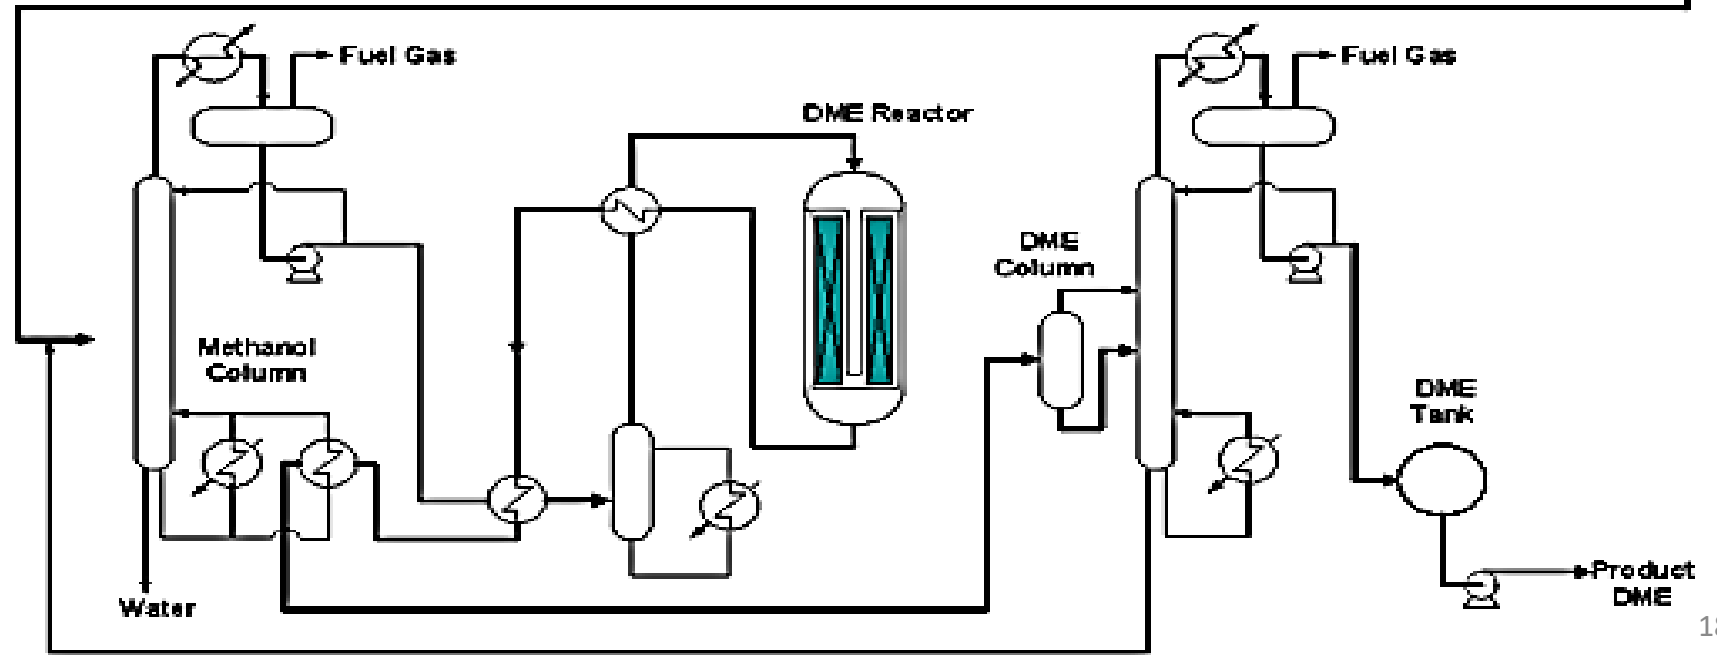 Fuel Gas
Fuel Gas
DME Reactor
DME
Column
Methanol
Column
DME
Tank
Water
Product
DME
18